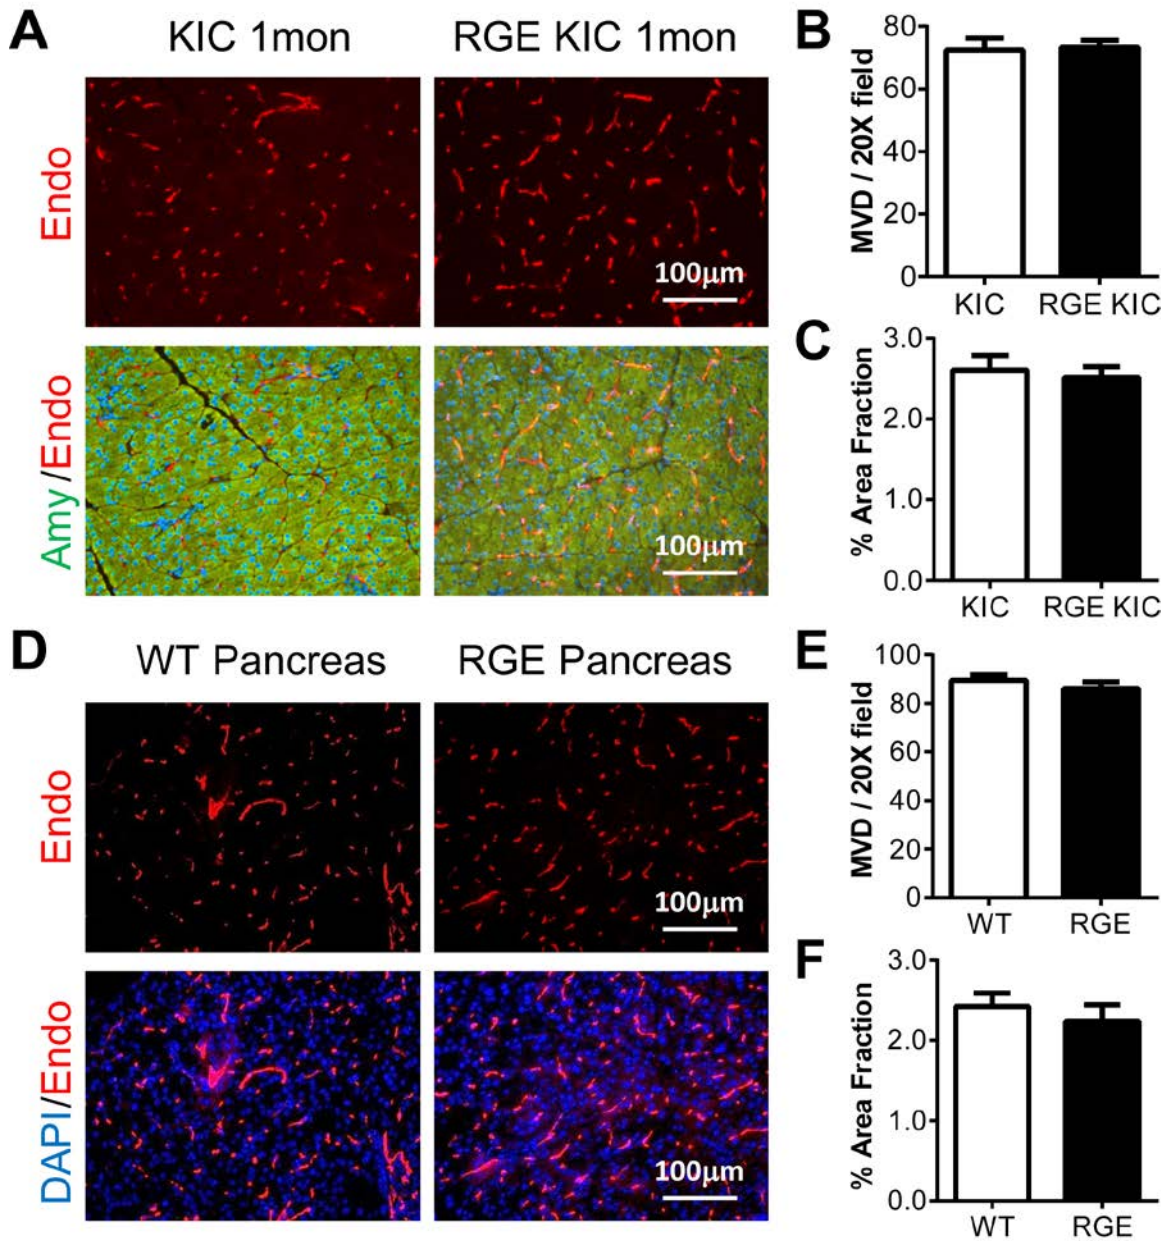 A
KIC 1mon
RGE KIC 1mon
Endo
100µm
Amy/Endo
100µm
B
MVD / 20X field
80
60
40
20
0
KIC
RGE KIC
C
% Area Fraction
3.0
2.0
1.0
0.0
KIC
RGE KIC
D
WT Pancreas
RGE Pancreas
Endo
100µm
DAPI/Endo
100µm
E
MVD / 20X field
100
80
60
40
20
0
WT
RGE
F
% Area Fraction
3.0
2.0
1.0
0.0
WT
RGE